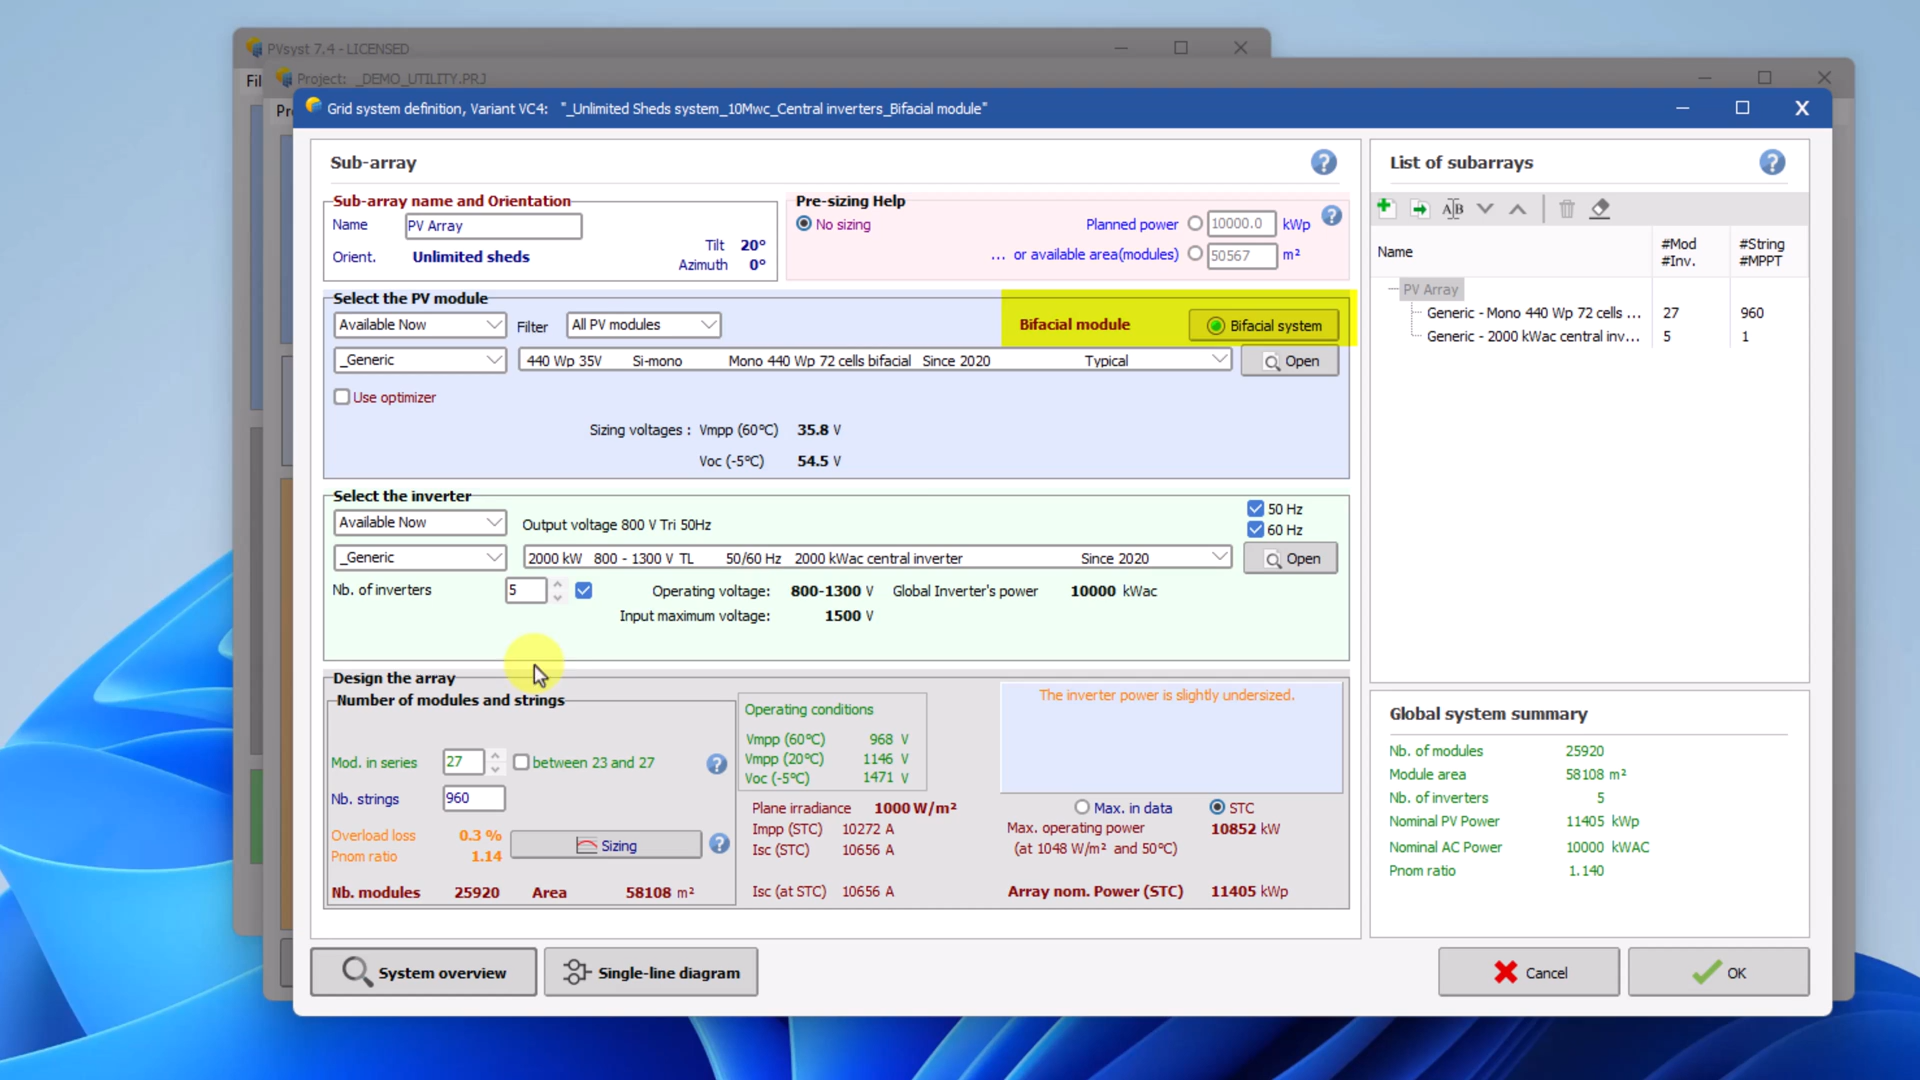 PVsyst 7.4 - LICENSED
Fil
Project: _DEMO_UTILITY.PRJ
Pr
Grid system definition, Variant VC4: "_Unlimited Sheds system_10Mwc_Central inverters_Bifacial module"
Sub-array
Sub-array name and Orientation
Name PV Array
Orient. Unlimited sheds
Tilt 20°
Azimuth 0°
Pre-sizing Help
No sizing
Planned power 10000.0 kWp
... or available area(modules) 50567 m²
Select the PV module
Available Now Filter All PV modules
Bifacial module Bifacial system
_Generic 440 Wp 35V Si-mono Mono 440 Wp 72 cells bifacial Since 2020 Typical Open
Use optimizer
Sizing voltages : Vmpp (60°C) 35.8 V
Voc (-5°C) 54.5 V
Select the inverter
Available Now Output voltage 800 V Tri 50Hz
50 Hz
60 Hz
_Generic 2000 kW 800 - 1300 V TL 50/60 Hz 2000 kWac central inverter Since 2020 Open
Nb. of inverters 5 Operating voltage: 800-1300 V Global Inverter's power 10000 kWac
Input maximum voltage: 1500 V
Design the array
Number of modules and strings
Mod. in series 27 between 23 and 27
Nb. strings 960
Overload loss 0.3 %
Pnom ratio 1.14
Sizing
Nb. modules 25920 Area 58108 m²
Operating conditions
Vmpp (60°C) 968 V
Vmpp (20°C) 1146 V
Voc (-5°C) 1471 V
Plane irradiance 1000 W/m²
Impp (STC) 10272 A
Isc (STC) 10656 A
Isc (at STC) 10656 A
The inverter power is slightly undersized.
Max. in data STC
Max. operating power 10852 kW
(at 1048 W/m² and 50°C)
Array nom. Power (STC) 11405 kWp
System overview
Single-line diagram
List of subarrays
Name
#Mod #String
#Inv. #MPPT
PV Array
Generic - Mono 440 Wp 72 cells ... 27 960
Generic - 2000 kWac central inv... 5 1
Global system summary
Nb. of modules 25920
Module area 58108 m²
Nb. of inverters 5
Nominal PV Power 11405 kWp
Nominal AC Power 10000 kWAC
Pnom ratio 1.140
Cancel
OK